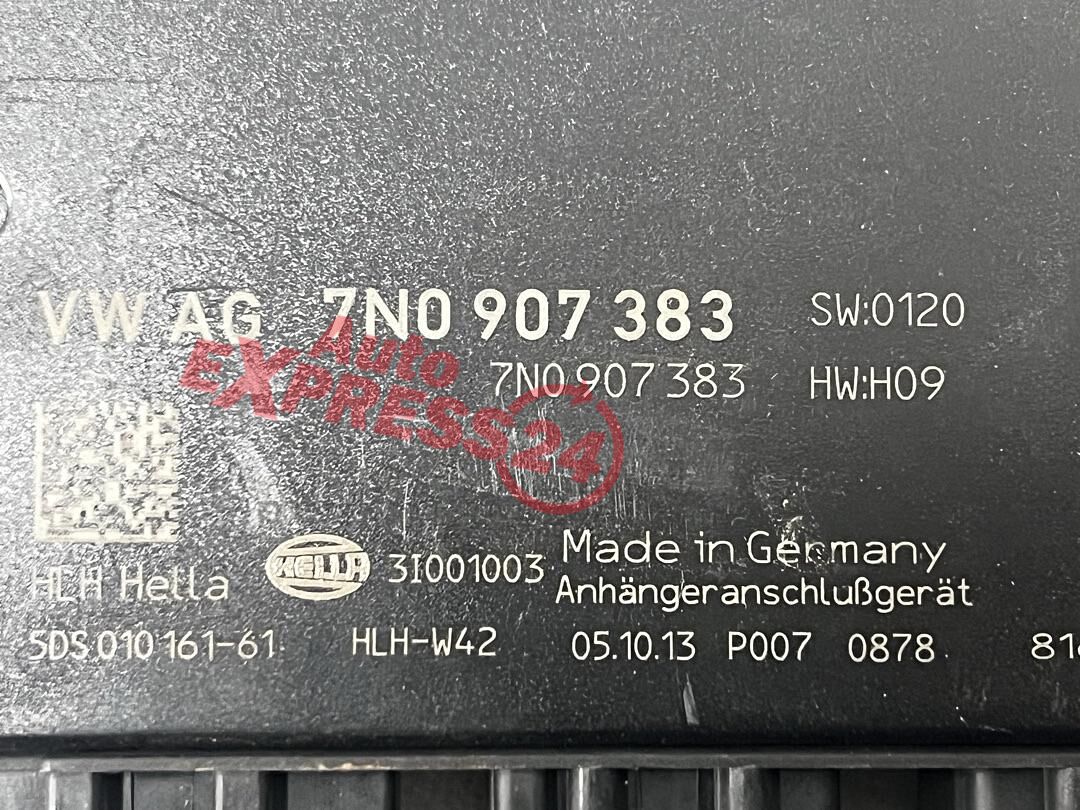 VW AG 7N0 907 383 SW:0120
7N0 907 383 HW:H09
Auto
EXPRESS24
HLH Hella HELLA 3I001003 Made in Germany
Anhängeranschlußgerät
5DS 010 161-61 HLH-W42 05.10.13 P007 0878